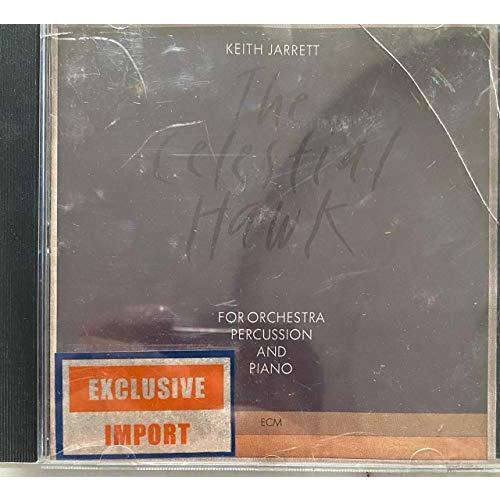 KEITH JARRETT
The
Celestial
Hawk
FOR ORCHESTRA
PERCUSSION
AND
PIANO
EXCLUSIVE
IMPORT
ECM